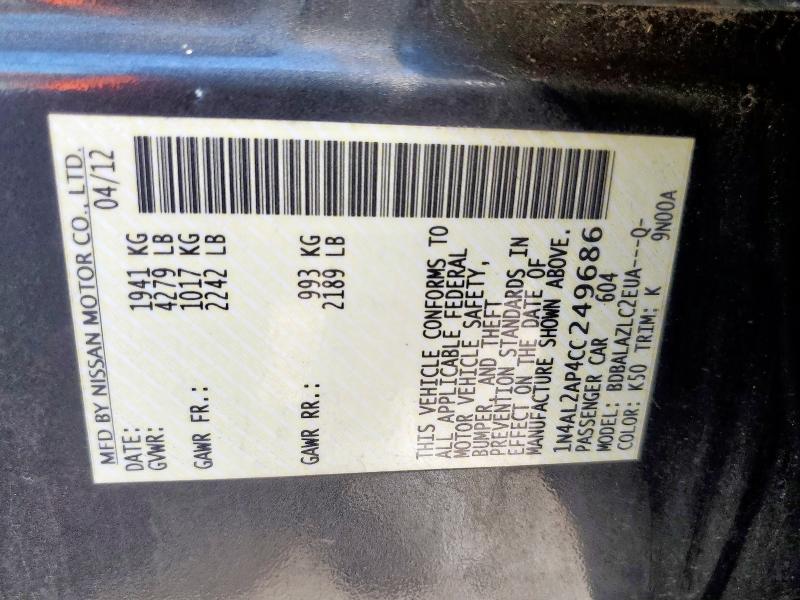 MFD BY NISSAN MOTOR CO., LTD.
DATE: 04/12
GVWR: 1941 KG
4279 LB
GAWR FR.: 1017 KG
2242 LB
GAWR RR.: 993 KG
2189 LB
THIS VEHICLE CONFORMS TO
ALL APPLICABLE FEDERAL
MOTOR VEHICLE SAFETY,
BUMPER, AND THEFT
PREVENTION STANDARDS IN
EFFECT ON THE DATE OF
MANUFACTURE SHOWN ABOVE.
1N4AL2AP4CC249686
PASSENGER CAR 604
MODEL: BDBALAZLC2EUA---Q-
COLOR: K50 TRIM: K 9N00A